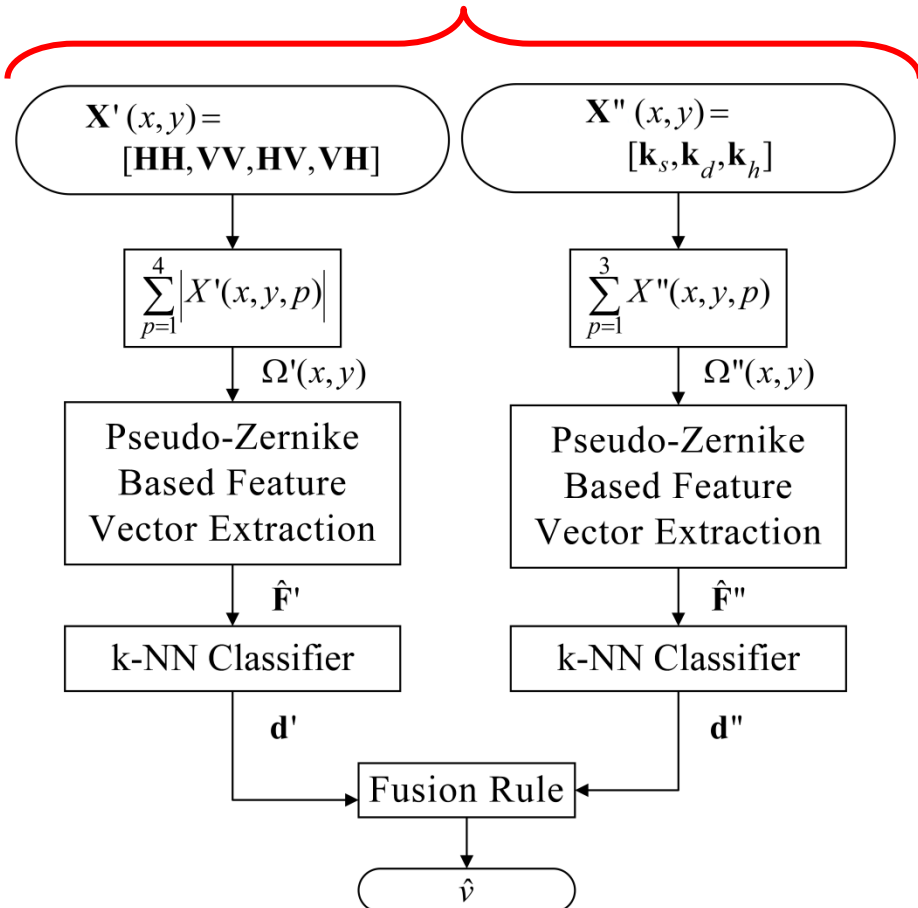 X' (x, y) =
[HH, VV, HV, VH]
∑_{p=1}^{4} |X'(x, y, p)|
Ω'(x, y)
Pseudo-Zernike
Based Feature
Vector Extraction
F̂'
k-NN Classifier
d'
X" (x, y) =
[k_s, k_d, k_h]
∑_{p=1}^{3} X"(x, y, p)
Ω"(x, y)
Pseudo-Zernike
Based Feature
Vector Extraction
F̂"
k-NN Classifier
d"
Fusion Rule
v̂